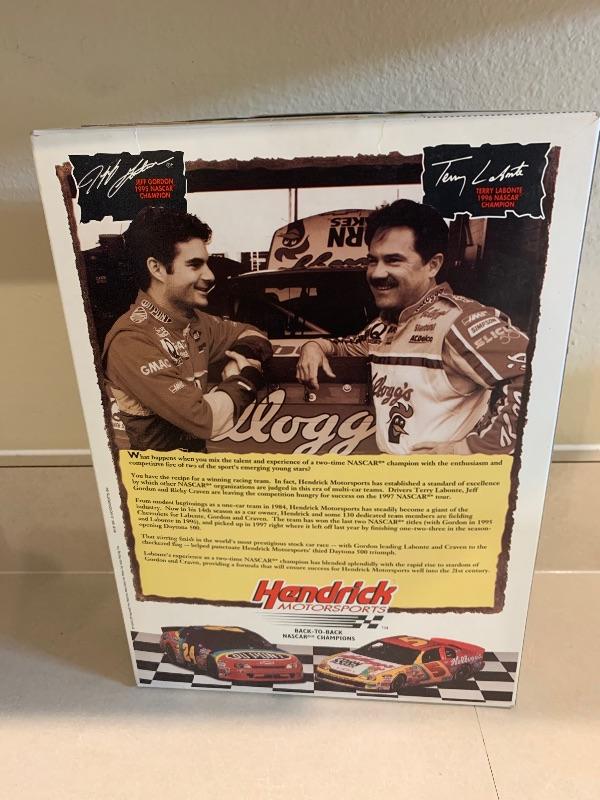 Jeff Gordon
JEFF GORDON
1995 NASCAR
CHAMPION
Terry Labonte
TERRY LABONTE
1996 NASCAR
CHAMPION
GMAC
SIMPSON
ACDelco
Kellogg's
Kellogg
What happens when you mix the talent and experience of a two-time NASCAR champion with the enthusiasm and
competitive fire of two of the sport's emerging young stars?
You have the recipe for a winning racing team. In fact, Hendrick Motorsports has established a standard of excellence
by which other NASCAR organizations are judged in this era of multi-car teams. Drivers Terry Labonte, Jeff
Gordon and Ricky Craven are leaving the competition hungry for success on the 1997 NASCAR tour.
From modest beginnings as a one-car team in 1984, Hendrick Motorsports has steadily become a giant of the
industry. Now in his 14th season as a car owner, Hendrick and some 130 dedicated team members are fielding
Chevrolets for Labonte, Gordon and Craven. The team has won the last two NASCAR titles (with Gordon in 1995
and Labonte in 1996), and picked up in 1997 right where it left off last year by finishing one-two-three in the season-
opening Daytona 500.
That stirring finish in the world's most prestigious stock car race — with Gordon leading Labonte and Craven to the
checkered flag — helped punctuate Hendrick Motorsports' third Daytona 500 triumph.
Labonte's experience as a two-time NASCAR champion has blended splendidly with the rapid rise to stardom of
Gordon and Craven, providing a formula that will ensure success for Hendrick Motorsports well into the 21st century.
Hendrick
MOTORSPORTS
BACK-TO-BACK
NASCAR CHAMPIONS
24
DUPONT
5
Kellogg's